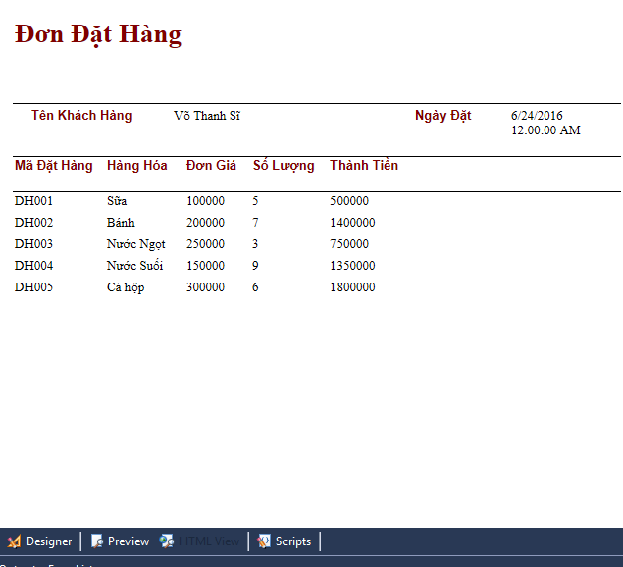 Đơn Đặt Hàng
Tên Khách Hàng Võ Thanh Sĩ Ngày Đặt 6/24/2016
12:00:00 AM
Mã Đặt Hàng Hàng Hóa Đơn Giá Số Lượng Thành Tiền
DH001 Sữa 100000 5 500000
DH002 Bánh 200000 7 1400000
DH003 Nước Ngọt 250000 3 750000
DH004 Nước Suối 150000 9 1350000
DH005 Cá hộp 300000 6 1800000
Designer Preview HTML View Scripts